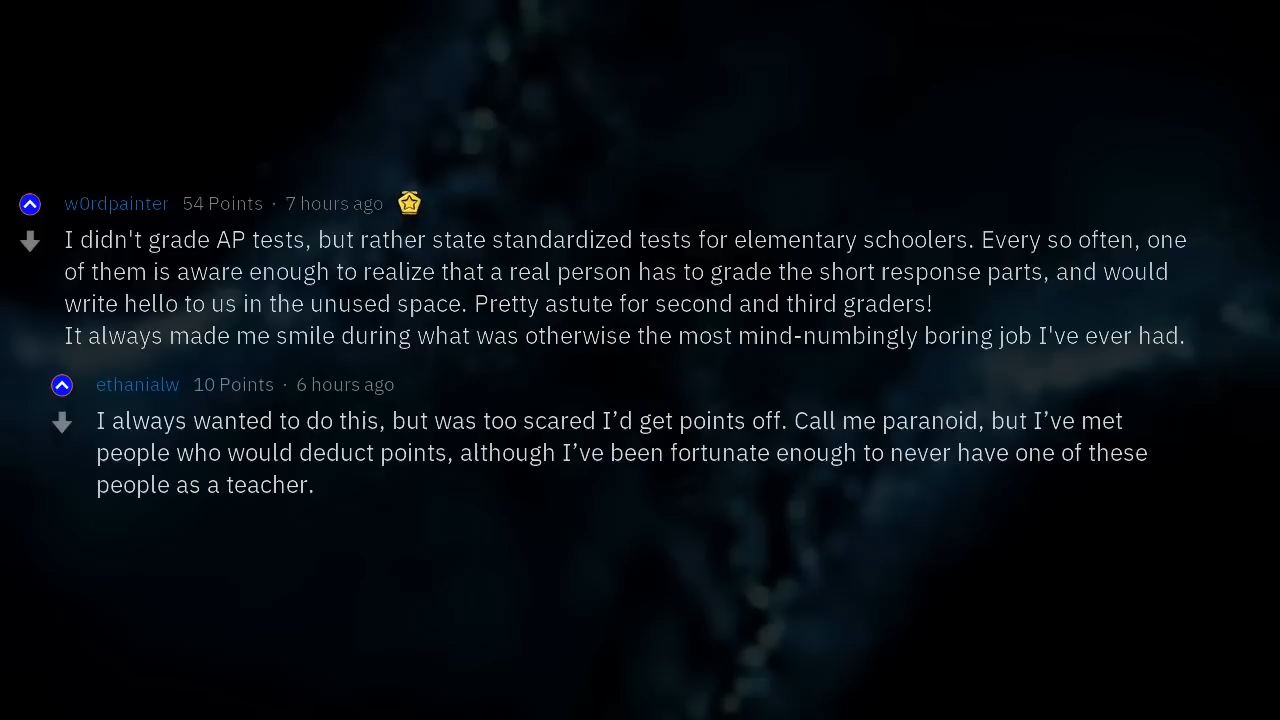 w0rdpainter 54 Points · 7 hours ago
I didn't grade AP tests, but rather state standardized tests for elementary schoolers. Every so often, one
of them is aware enough to realize that a real person has to grade the short response parts, and would
write hello to us in the unused space. Pretty astute for second and third graders!
It always made me smile during what was otherwise the most mind-numbingly boring job I've ever had.
ethanialw 10 Points · 6 hours ago
I always wanted to do this, but was too scared I’d get points off. Call me paranoid, but I’ve met
people who would deduct points, although I’ve been fortunate enough to never have one of these
people as a teacher.